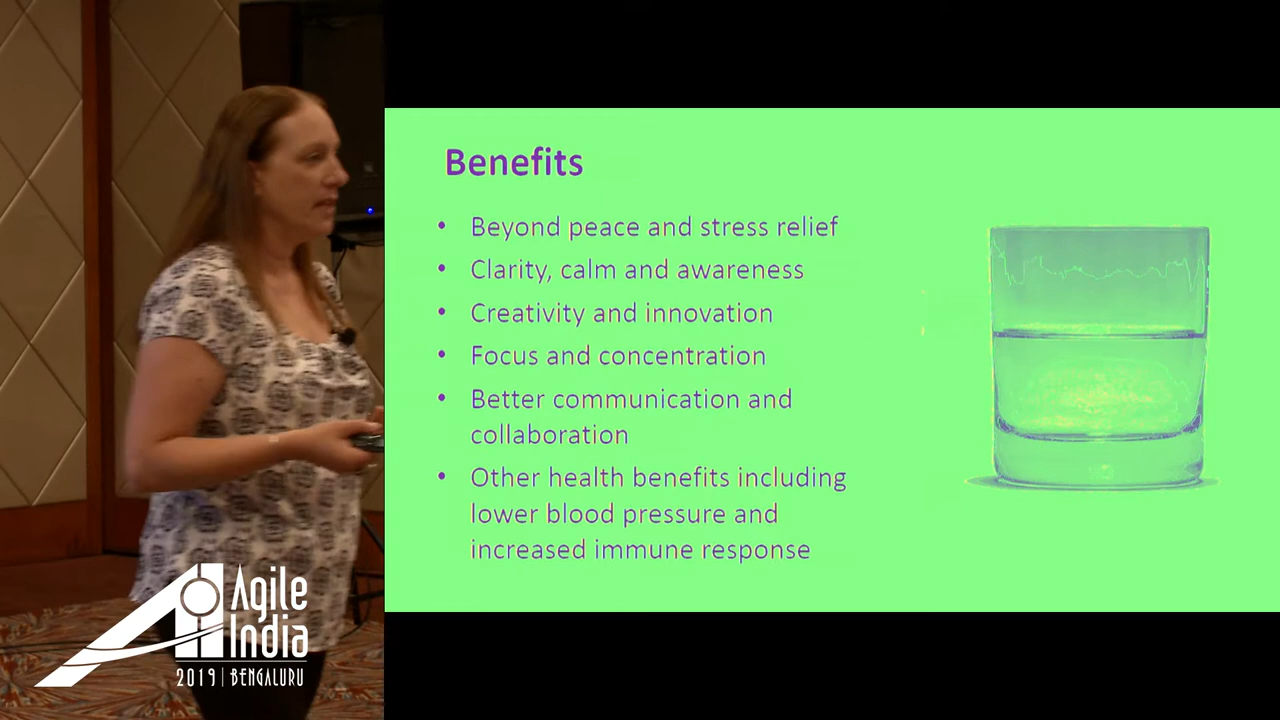 Benefits
• Beyond peace and stress relief
• Clarity, calm and awareness
• Creativity and innovation
• Focus and concentration
• Better communication and
collaboration
• Other health benefits including
lower blood pressure and
increased immune response
Agile
India
2019 | BENGALURU